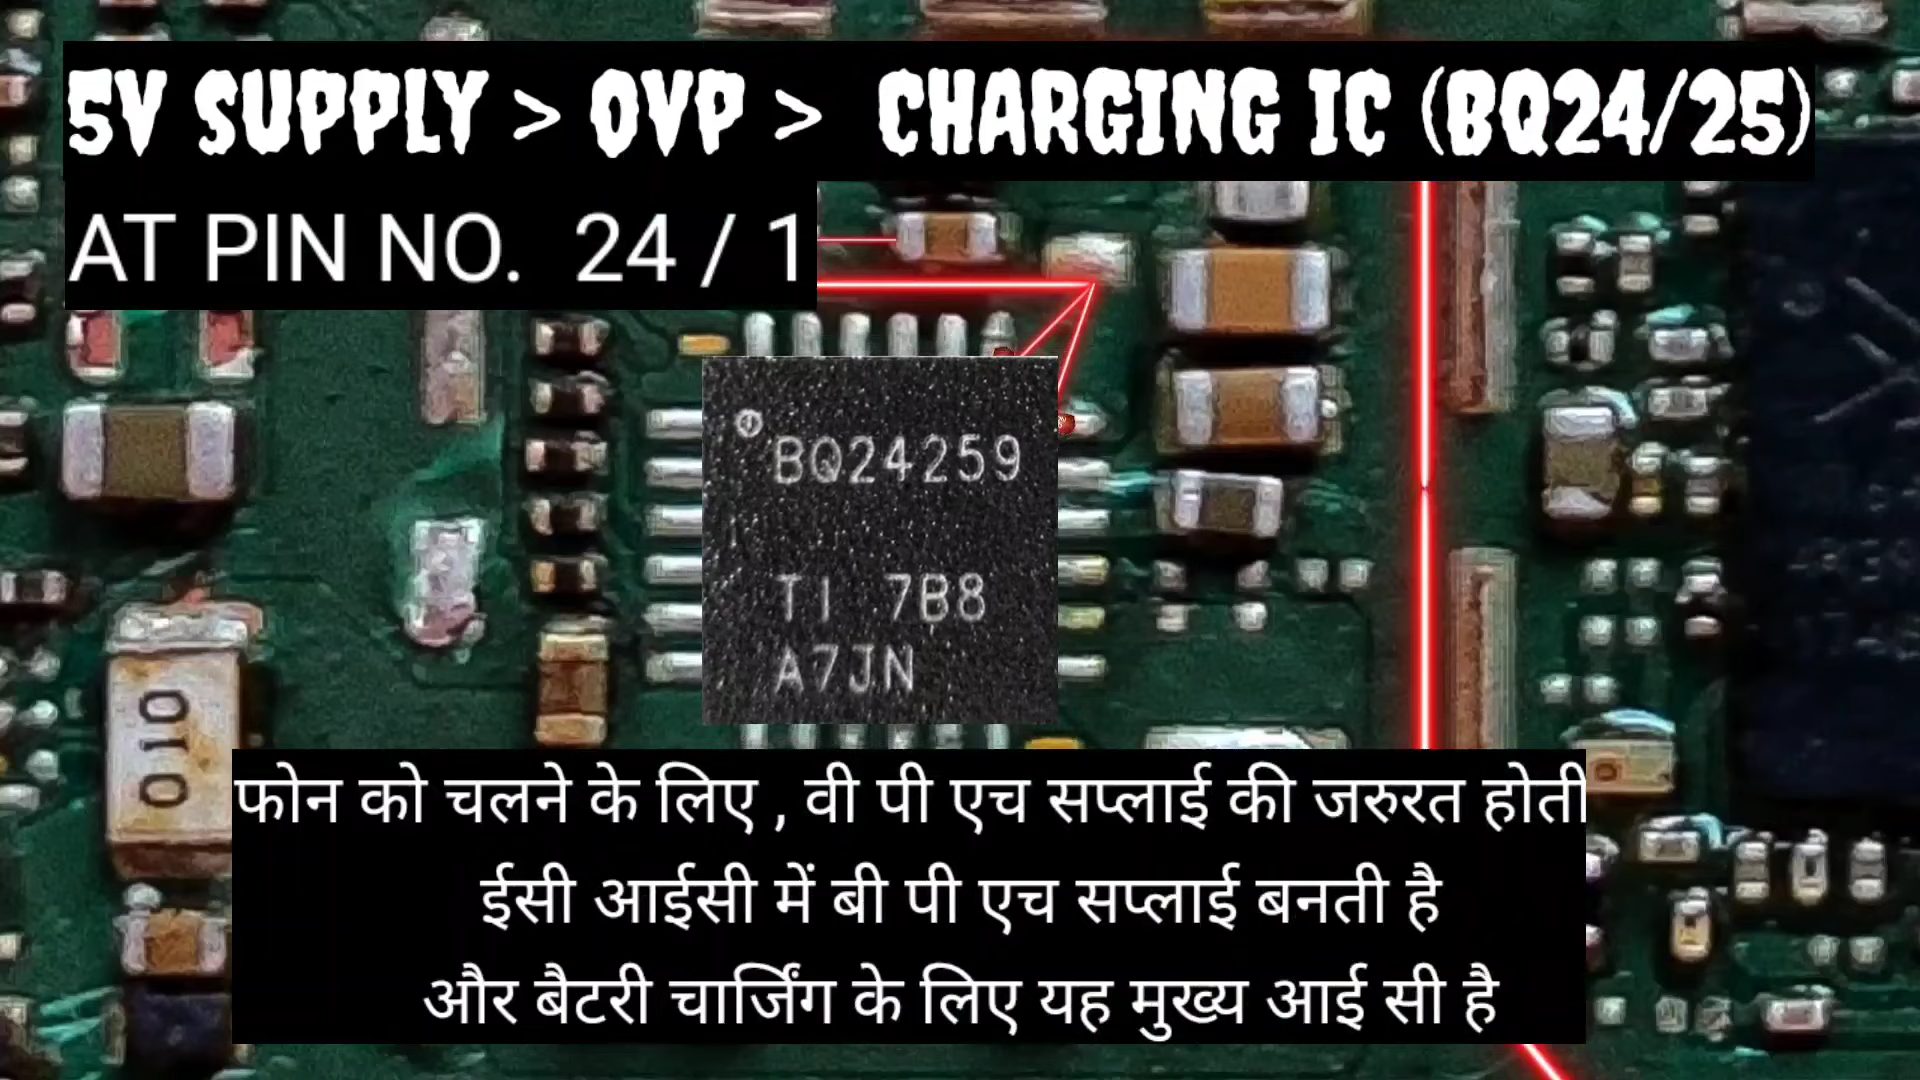 5V SUPPLY > OVP > CHARGING IC (BQ24/25)
AT PIN NO. 24 / 1
BQ24259
TI 7B8
A7JN
010
फोन को चलने के लिए , वी पी एच सप्लाई की जरुरत होती
ईसी आईसी में बी पी एच सप्लाई बनती है
और बैटरी चार्जिंग के लिए यह मुख्य आई सी है